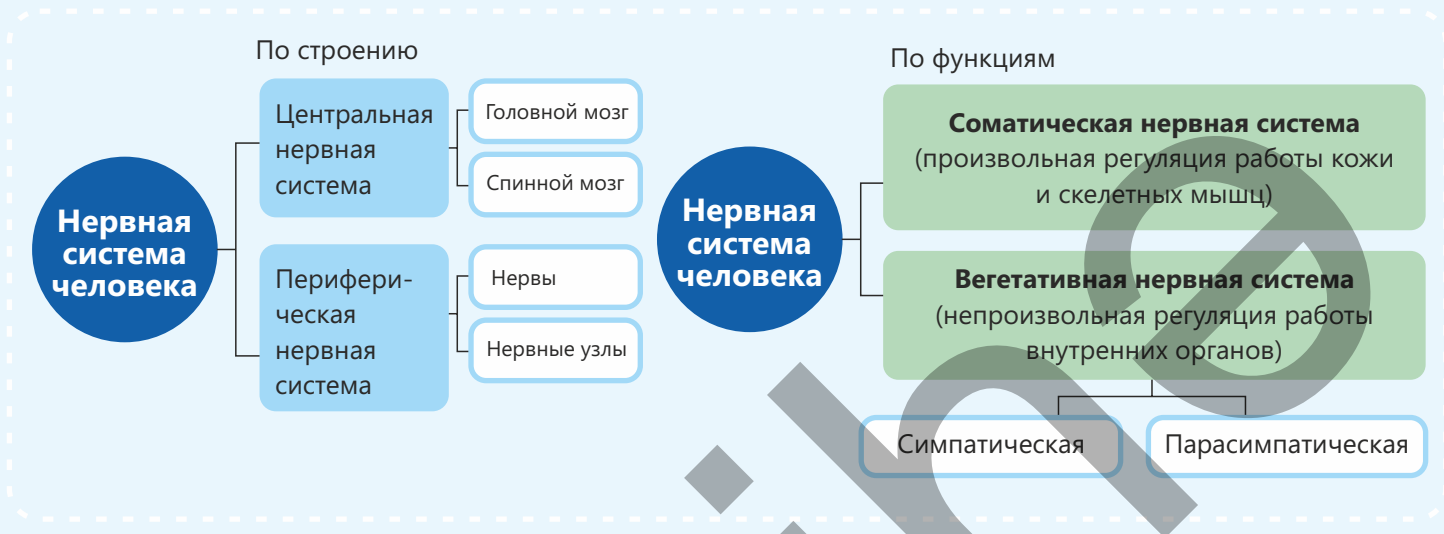 По строению
Нервная
система
человека
Центральная
нервная
система
Головной мозг
Спинной мозг
Перифери-
ческая
нервная
система
Нервы
Нервные узлы
По функциям
Нервная
система
человека
Соматическая нервная система
(произвольная регуляция работы кожи
и скелетных мышц)
Вегетативная нервная система
(непроизвольная регуляция работы
внутренних органов)
Симпатическая
Парасимпатическая